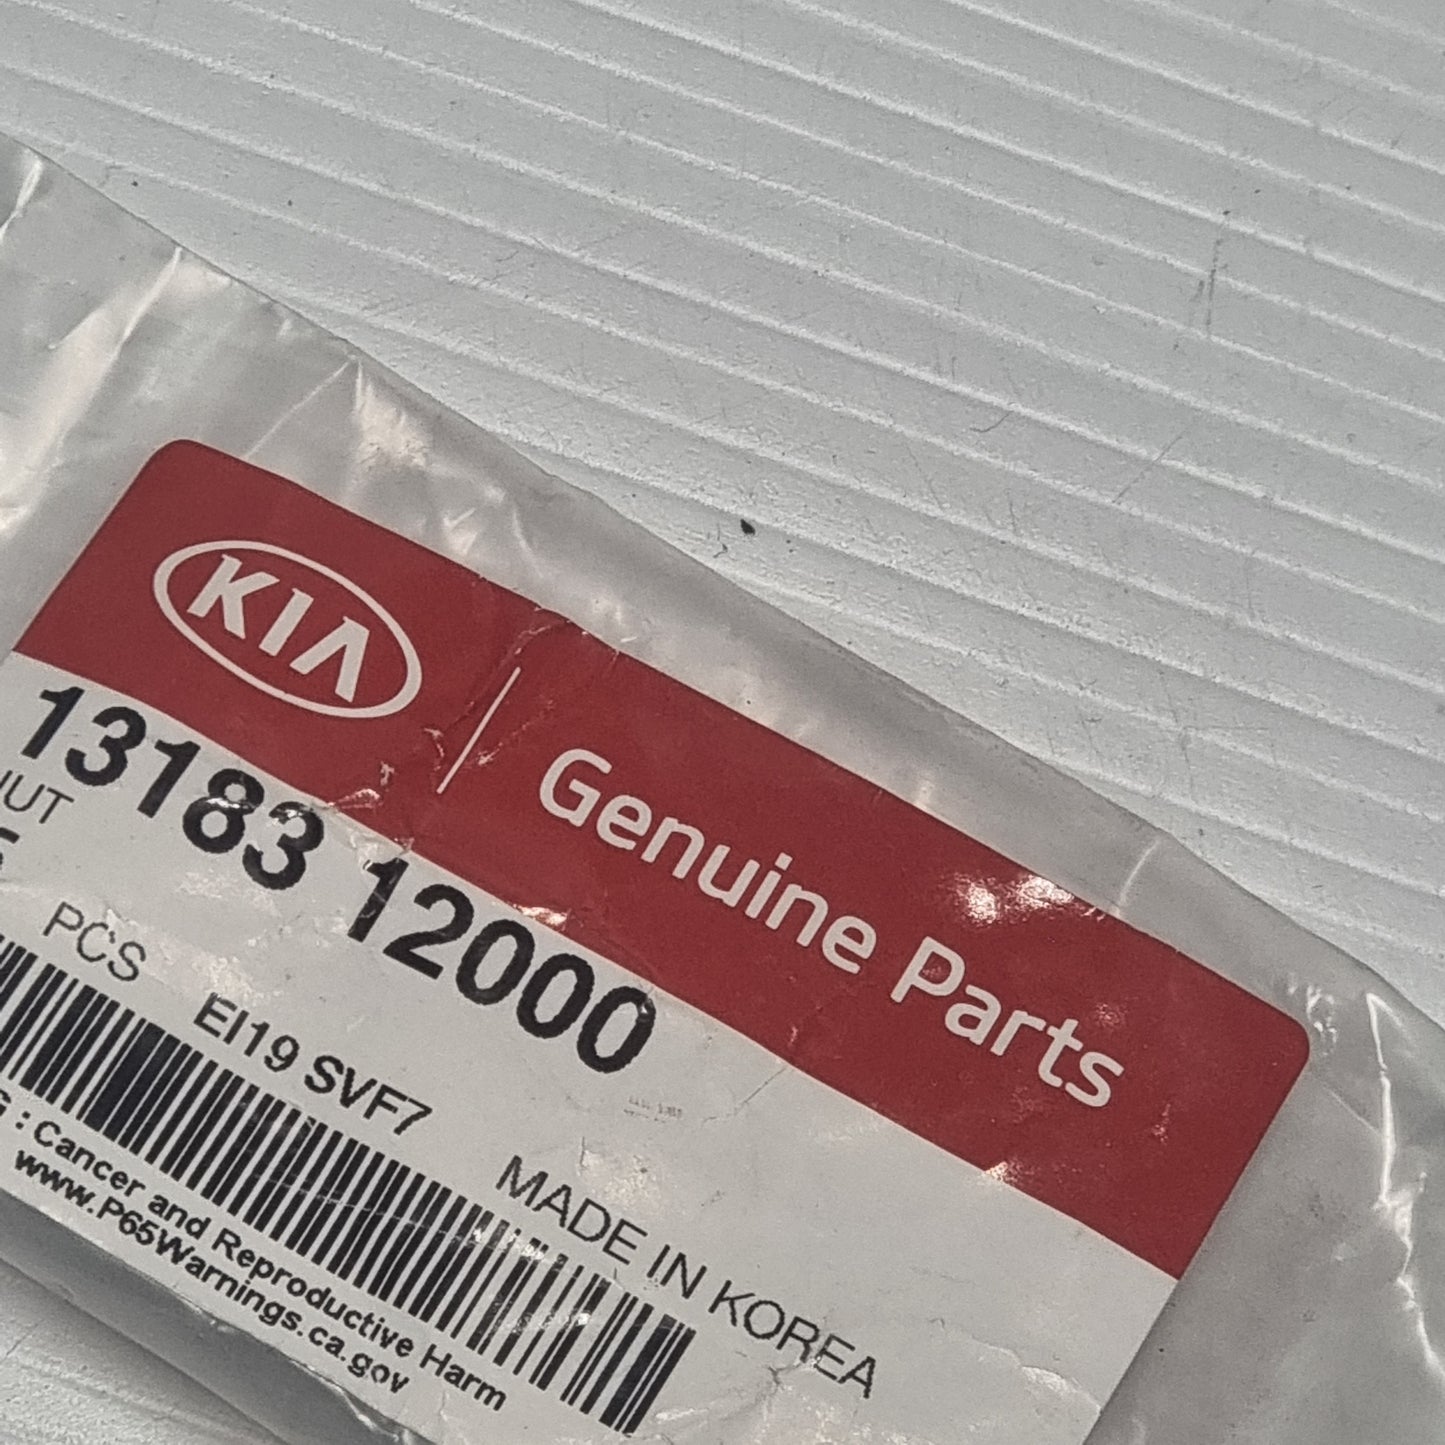 KIA
Genuine Parts
13183 12000
5 PCS
EI19 SVF7
MADE IN KOREA
: Cancer and Reproductive Harm
www.P65Warnings.ca.gov